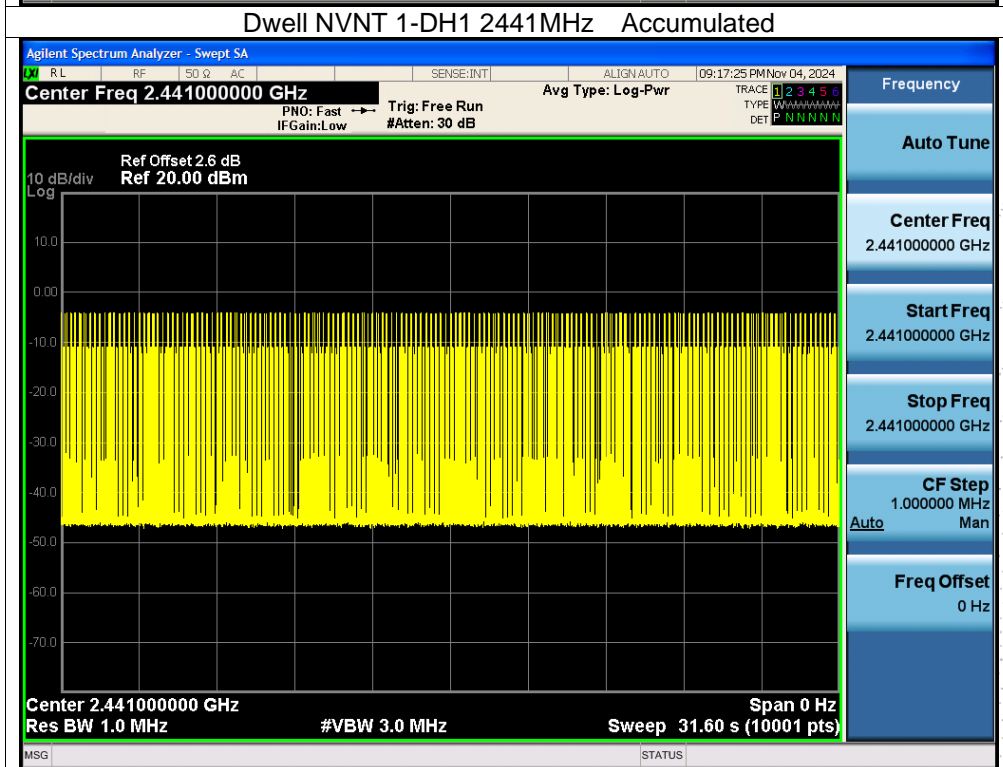 Dwell NVNT 1-DH1 2441MHz Accumulated
Agilent Spectrum Analyzer - Swept SA
LXI RL RF 50 Ω AC SENSE:INT ALIGN AUTO 09:17:25 PM Nov 04, 2024
Center Freq 2.441000000 GHz
PNO: Fast
IFGain:Low
Trig: Free Run
#Atten: 30 dB
Avg Type: Log-Pwr
TRACE 1 2 3 4 5 6
TYPE WWWWWW
DET P N N N N N
Ref Offset 2.6 dB
10 dB/div Ref 20.00 dBm
Log
10.0
0.00
-10.0
-20.0
-30.0
-40.0
-50.0
-60.0
-70.0
Center 2.441000000 GHz Span 0 Hz
Res BW 1.0 MHz #VBW 3.0 MHz Sweep 31.60 s (10001 pts)
MSG STATUS
Frequency
Auto Tune
Center Freq
2.441000000 GHz
Start Freq
2.441000000 GHz
Stop Freq
2.441000000 GHz
CF Step
1.000000 MHz
Auto Man
Freq Offset
0 Hz